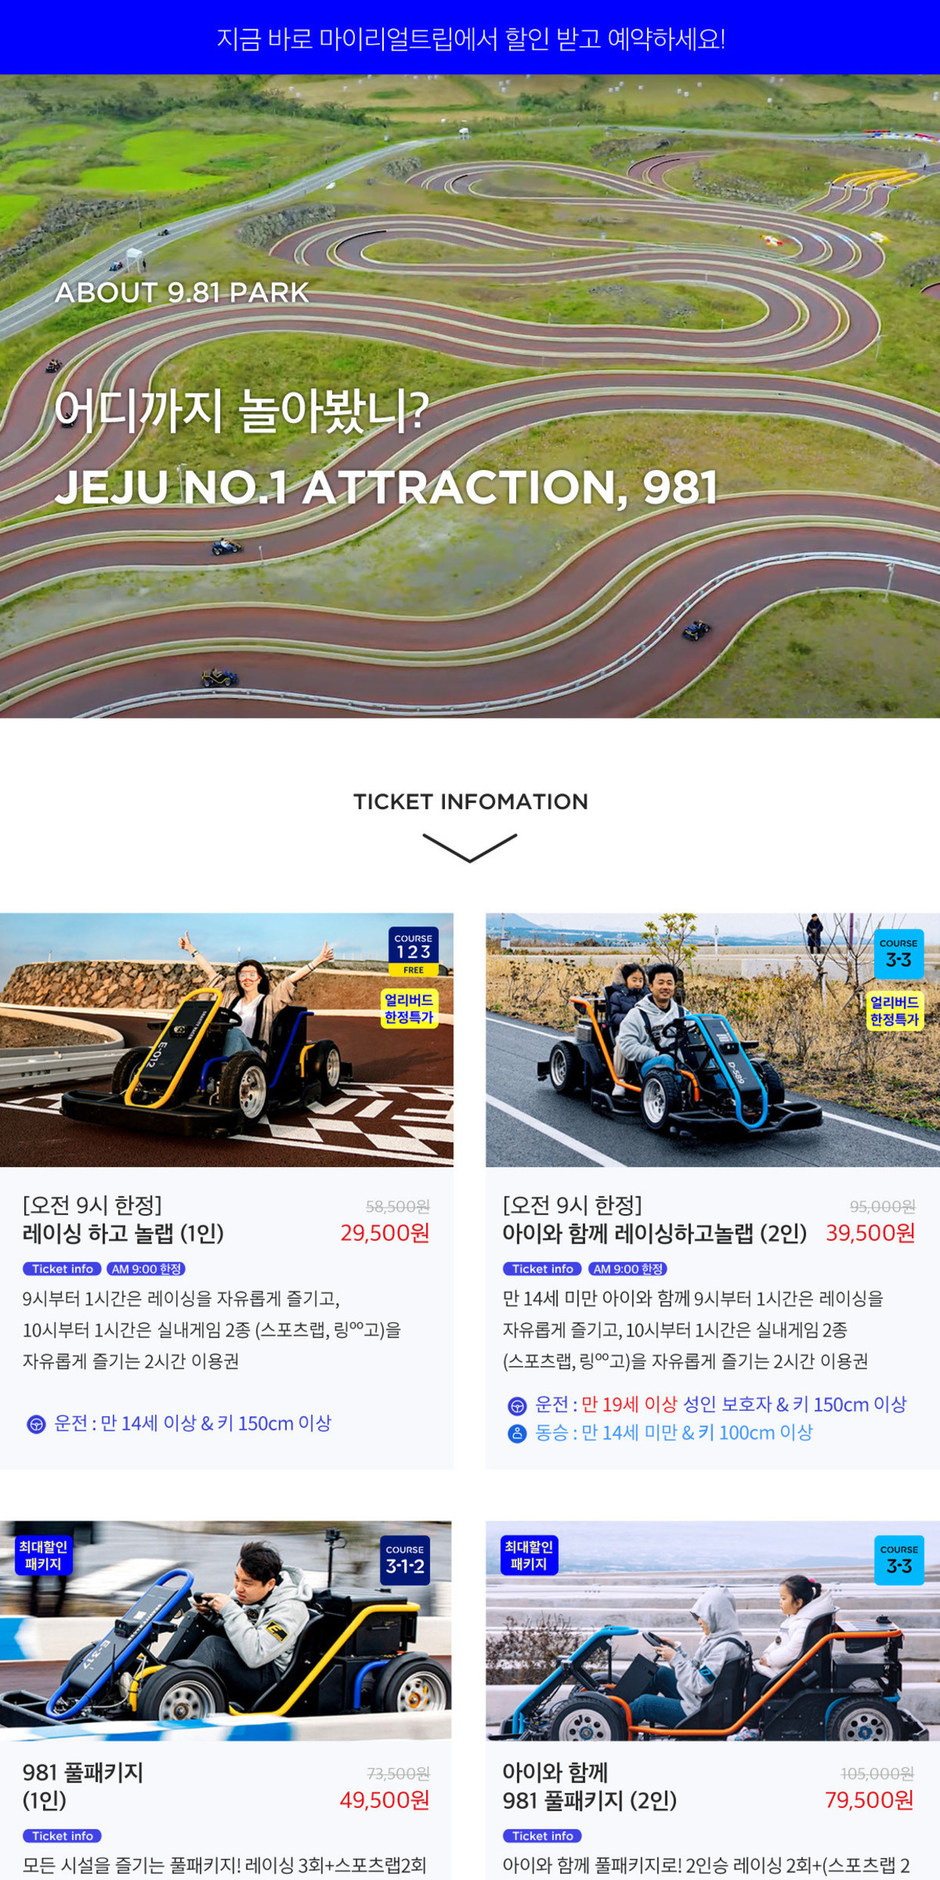 지금 바로 마이리얼트립에서 할인 받고 예약하세요!
ABOUT 9.81 PARK
어디까지 놀아봤니?
JEJU NO.1 ATTRACTION, 981
TICKET INFOMATION
COURSE
1 2 3
FREE
얼리버드
한정특가
E-012
[오전 9시 한정]
58,500원
레이싱 하고 놀랩 (1인)
29,500원
Ticket info
AM 9:00 한정
9시부터 1시간은 레이싱을 자유롭게 즐기고,
10시부터 1시간은 실내게임 2종 (스포츠랩, 링ºº고)을
자유롭게 즐기는 2시간 이용권
운전 : 만 14세 이상 & 키 150cm 이상
COURSE
3-3
얼리버드
한정특가
D-589
[오전 9시 한정]
95,000원
아이와 함께 레이싱하고놀랩 (2인)
39,500원
Ticket info
AM 9:00 한정
만 14세 미만 아이와 함께 9시부터 1시간은 레이싱을
자유롭게 즐기고, 10시부터 1시간은 실내게임 2종
(스포츠랩, 링ºº고)을 자유롭게 즐기는 2시간 이용권
운전 : 만 19세 이상 성인 보호자 & 키 150cm 이상
동승 : 만 14세 미만 & 키 100cm 이상
최대할인
패키지
COURSE
3-1-2
981 풀패키지
73,500원
(1인)
49,500원
Ticket info
모든 시설을 즐기는 풀패키지! 레이싱 3회+스포츠랩2회
최대할인
패키지
COURSE
3-3
아이와 함께
105,000원
981 풀패키지 (2인)
79,500원
Ticket info
아이와 함께 풀패키지로! 2인승 레이싱 2회+(스포츠랩 2